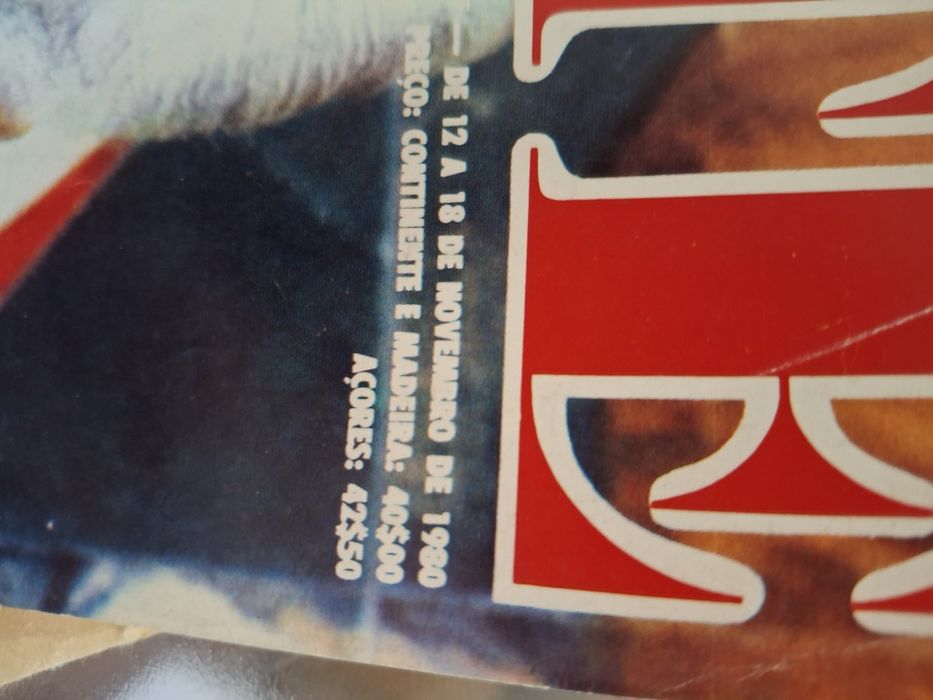 — DE 12 A 18 DE NOVEMBRO DE 1980
PREÇO: CONTINENTE E MADEIRA: 40$00
AÇORES: 42$50